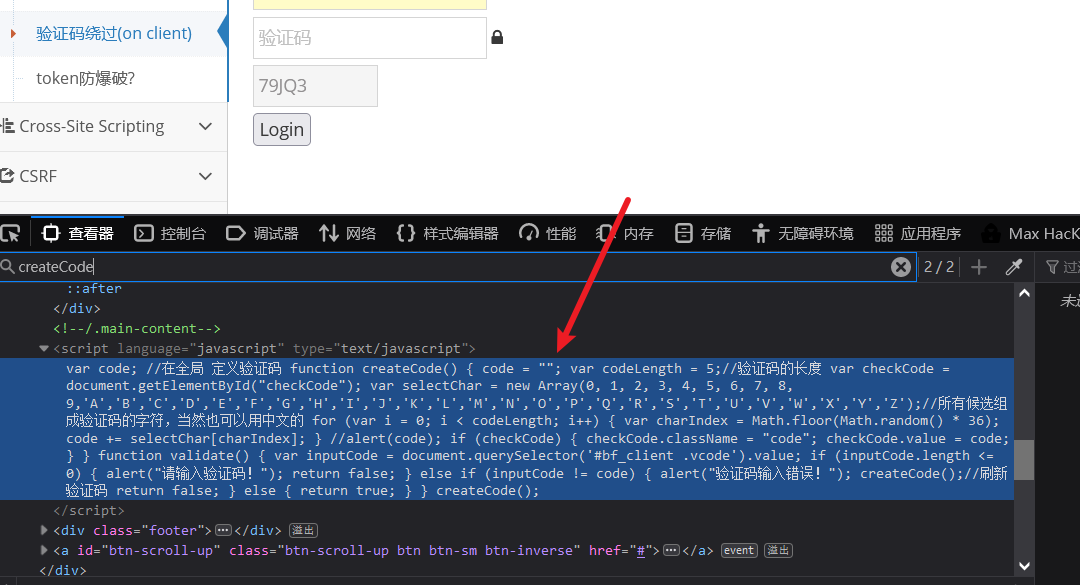 验证码绕过(on client)
验证码
79JQ3
token防爆破?
Login
Cross-Site Scripting
CSRF
查看器 控制台 调试器 网络 {} 样式编辑器 性能 内存 存储 无障碍环境 应用程序 Max HacK
createCode 2 / 2
::after
</div>
<!--/.main-content-->
<script language="javascript" type="text/javascript">
var code; //在全局 定义验证码 function createCode() { code = ""; var codeLength = 5;//验证码的长度 var checkCode =
document.getElementById("checkCode"); var selectChar = new Array(0, 1, 2, 3, 4, 5, 6, 7, 8,
9,'A','B','C','D','E','F','G','H','I','J','K','L','M','N','O','P','Q','R','S','T','U','V','W','X','Y','Z');//所有候选组
成验证码的字符，当然也可以用中文的 for (var i = 0; i < codeLength; i++) { var charIndex = Math.floor(Math.random() * 36);
code += selectChar[charIndex]; } //alert(code); if (checkCode) { checkCode.className = "code"; checkCode.value = code;
} } function validate() { var inputCode = document.querySelector('#bf_client .vcode').value; if (inputCode.length <=
0) { alert("请输入验证码！"); return false; } else if (inputCode != code) { alert("验证码输入错误！"); createCode();//刷新
验证码 return false; } else { return true; } } createCode();
</script>
<div class="footer"> ••• </div> 溢出
<a id="btn-scroll-up" class="btn-scroll-up btn btn-sm btn-inverse" href="#"> ••• </a> event 溢出
</div>